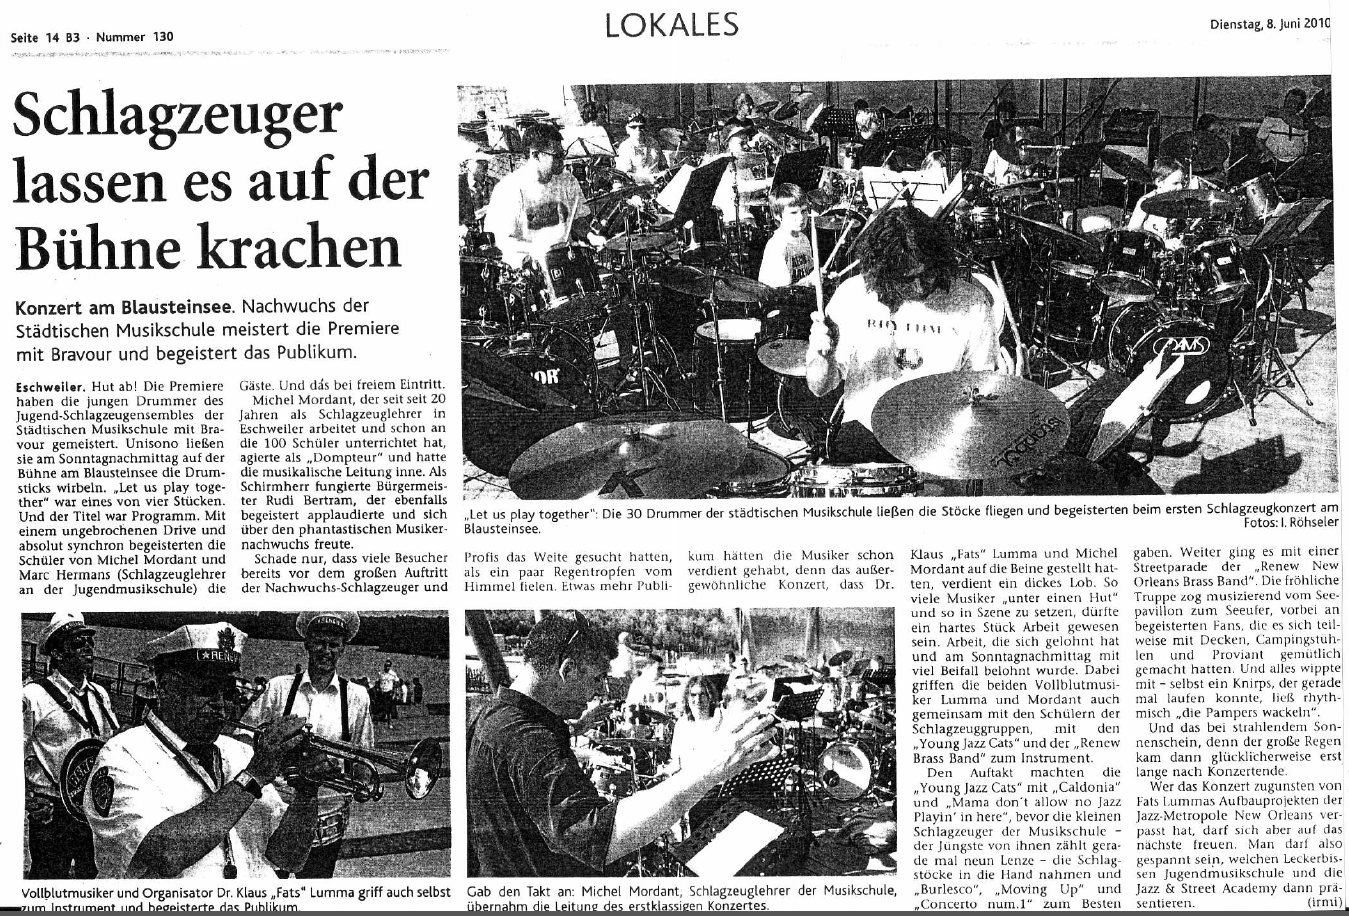 Seite 14 B3 · Nummer 130
LOKALES
Dienstag, 8. Juni 2010
Schlagzeuger
lassen es auf der
Bühne krachen
Konzert am Blausteinsee. Nachwuchs der
Städtischen Musikschule meistert die Premiere
mit Bravour und begeistert das Publikum.
Eschweiler. Hut ab! Die Premiere
haben die jungen Drummer des
Jugend-Schlagzeugensembles der
Städtischen Musikschule mit Bra-
vour gemeistert. Unisono ließen
sie am Sonntagnachmittag auf der
Bühne am Blausteinsee die Drum-
sticks wirbeln. „Let us play toge-
ther" war eines von vier Stücken.
Und der Titel war Programm. Mit
einem ungebrochenen Drive und
absolut synchron begeisterten die
Schüler von Michel Mordant und
Marc Hermans (Schlagzeuglehrer
an der Jugendmusikschule) die
Gäste. Und das bei freiem Eintritt.
Michel Mordant, der seit seit 20
Jahren als Schlagzeuglehrer in
Eschweiler arbeitet und schon an
die 100 Schüler unterrichtet hat,
agierte als „Dompteur" und hatte
die musikalische Leitung inne. Als
Schirmherr fungierte Bürgermeis-
ter Rudi Bertram, der ebenfalls
begeistert applaudierte und sich
über den phantastischen Musiker-
nachwuchs freute.
Schade nur, dass viele Besucher
bereits vor dem großen Auftritt
der Nachwuchs-Schlagzeuger und
RHYTHMUS
ADAMS
„Let us play together": Die 30 Drummer der städtischen Musikschule ließen die Stöcke fliegen und begeisterten beim ersten Schlagzeugkonzert am
Blausteinsee.
Fotos: I. Röhseler
Profis das Weite gesucht hatten,
als ein paar Regentropfen vom
Himmel fielen. Etwas mehr Publi-
kum hätten die Musiker schon
verdient gehabt, denn das außer-
gewöhnliche Konzert, dass Dr.
Klaus „Fats" Lumma und Michel
Mordant auf die Beine gestellt hat-
ten, verdient ein dickes Lob. So
viele Musiker „unter einen Hut"
und so in Szene zu setzen, dürfte
ein hartes Stück Arbeit gewesen
sein. Arbeit, die sich gelohnt hat
und am Sonntagnachmittag mit
viel Beifall belohnt wurde. Dabei
griffen die beiden Vollblutmusi-
ker Lumma und Mordant auch
gemeinsam mit den Schülern der
Schlagzeuggruppen, mit den
„Young Jazz Cats" und der „Renew
Brass Band" zum Instrument.
Den Auftakt machten die
„Young Jazz Cats" mit „Caldonia"
und „Mama don´t allow no Jazz
Playin' in here", bevor die kleinen
Schlagzeuger der Musikschule –
der Jüngste von ihnen zählt gera-
de mal neun Lenze – die Schlag-
stöcke in die Hand nahmen und
„Burlesco", „Moving Up" und
„Concerto num.1" zum Besten
gaben. Weiter ging es mit einer
Streetparade der „Renew New
Orleans Brass Band". Die fröhliche
Truppe zog musizierend vom See-
pavillon zum Seeufer, vorbei an
begeisterten Fans, die es sich teil-
weise mit Decken, Campingstuh-
len und Proviant gemütlich
gemacht hatten. Und alles wippte
mit – selbst ein Knirps, der gerade
mal laufen konnte, ließ rhyth-
misch „die Pampers wackeln".
Und das bei strahlendem Son-
nenschein, denn der große Regen
kam dann glücklicherweise erst
lange nach Konzertende.
Wer das Konzert zugunsten von
Fats Lummas Aufbauprojekten der
Jazz-Metropole New Orleans ver-
passt hat, darf sich aber auf das
nächste freuen. Man darf also
gespannt sein, welchen Leckerbis-
sen Jugendmusikschule und die
Jazz & Street Academy dann prä-
sentieren. (irmi)
Vollblutmusiker und Organisator Dr. Klaus „Fats" Lumma griff auch selbst
zum Instrument und begeisterte das Publikum.
Gab den Takt an: Michel Mordant, Schlagzeuglehrer der Musikschule,
übernahm die Leitung des erstklassigen Konzertes.